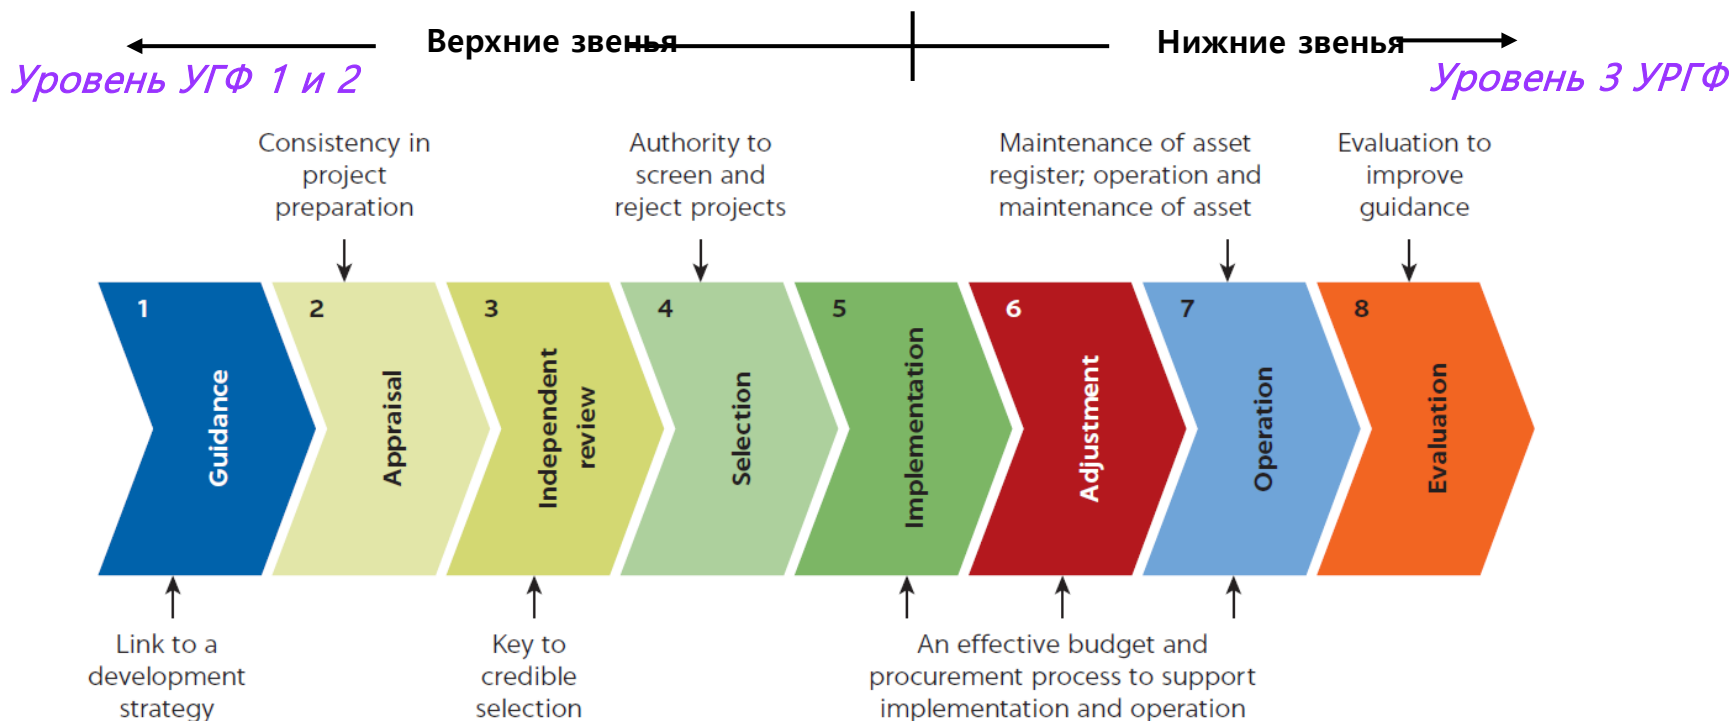 Верхние звенья
Нижние звенья
Уровень УГФ 1 и 2
Уровень 3 УРГФ
Consistency in
project
preparation
Authority to
screen and
reject projects
Maintenance of asset
register; operation and
maintenance of asset
Evaluation to
improve
guidance
1
Guidance
2
Appraisal
3
Independent
review
4
Selection
5
Implementation
6
Adjustment
7
Operation
8
Evaluation
Link to a
development
strategy
Key to
credible
selection
An effective budget and
procurement process to support
implementation and operation